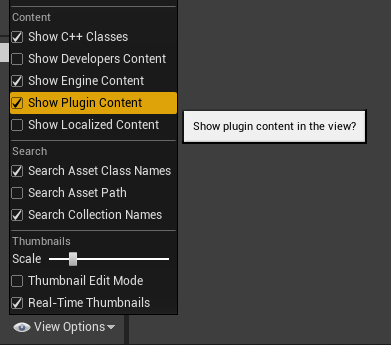 Content
Show C++ Classes
Show Developers Content
Show Engine Content
Show Plugin Content
Show plugin content in the view?
Show Localized Content
Search
Search Asset Class Names
Search Asset Path
Search Collection Names
Thumbnails
Scale
Thumbnail Edit Mode
Real-Time Thumbnails
View Options